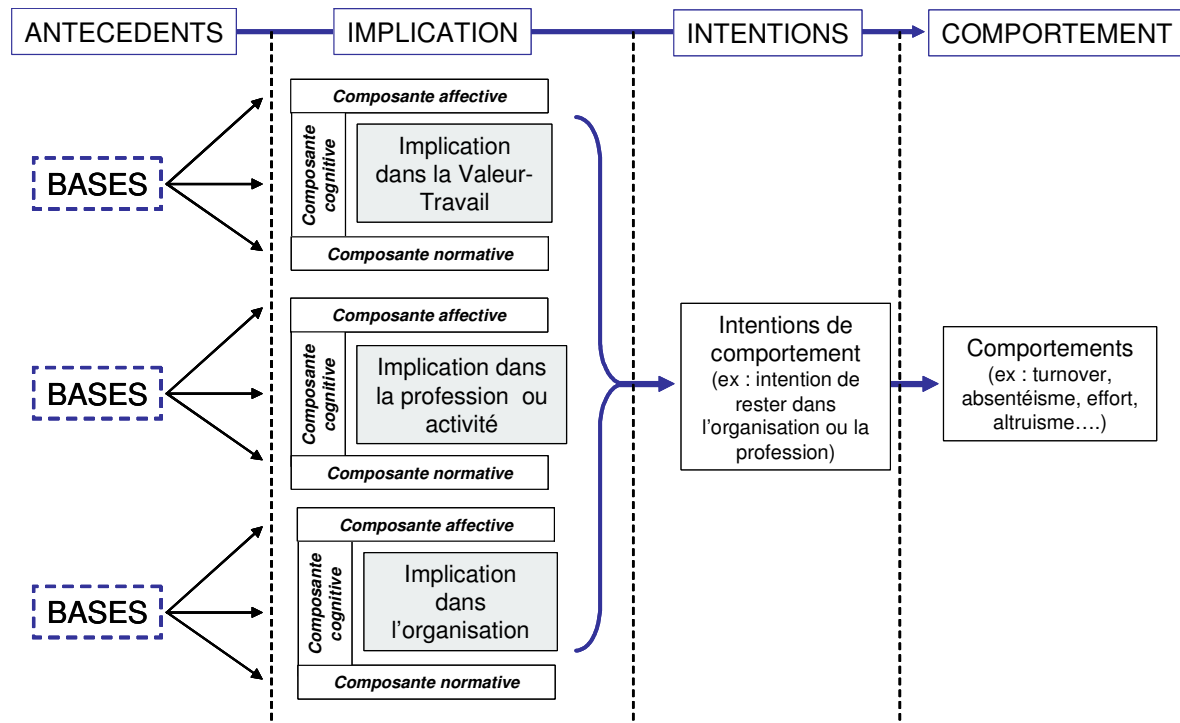 ANTECEDENTS
IMPLICATION
INTENTIONS
COMPORTEMENT
BASES
Composante affective
Composante
cognitive
Implication
dans la Valeur-
Travail
Composante normative
BASES
Composante affective
Composante
cognitive
Implication dans
la profession ou
activité
Composante normative
BASES
Composante affective
Composante
cognitive
Implication
dans
l'organisation
Composante normative
Intentions de
comportement
(ex : intention de
rester dans
l'organisation ou la
profession)
Comportements
(ex : turnover,
absentéisme, effort,
altruisme….)